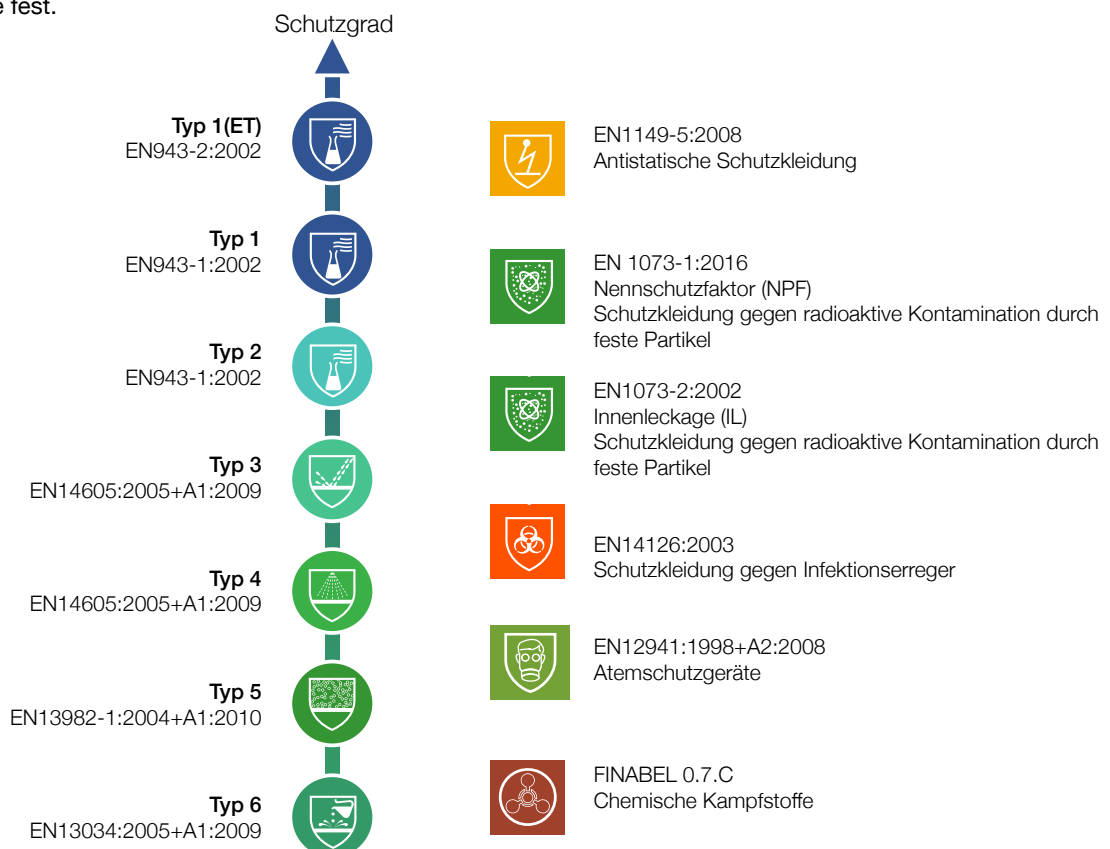 e fest.
Schutzgrad
Typ 1(ET)
EN943-2:2002
Typ 1
EN943-1:2002
Typ 2
EN943-1:2002
Typ 3
EN14605:2005+A1:2009
Typ 4
EN14605:2005+A1:2009
Typ 5
EN13982-1:2004+A1:2010
Typ 6
EN13034:2005+A1:2009
EN1149-5:2008
Antistatische Schutzkleidung
EN 1073-1:2016
Nennschutzfaktor (NPF)
Schutzkleidung gegen radioaktive Kontamination durch
feste Partikel
EN1073-2:2002
Innenleckage (IL)
Schutzkleidung gegen radioaktive Kontamination durch
feste Partikel
EN14126:2003
Schutzkleidung gegen Infektionserreger
EN12941:1998+A2:2008
Atemschutzgeräte
FINABEL 0.7.C
Chemische Kampfstoffe